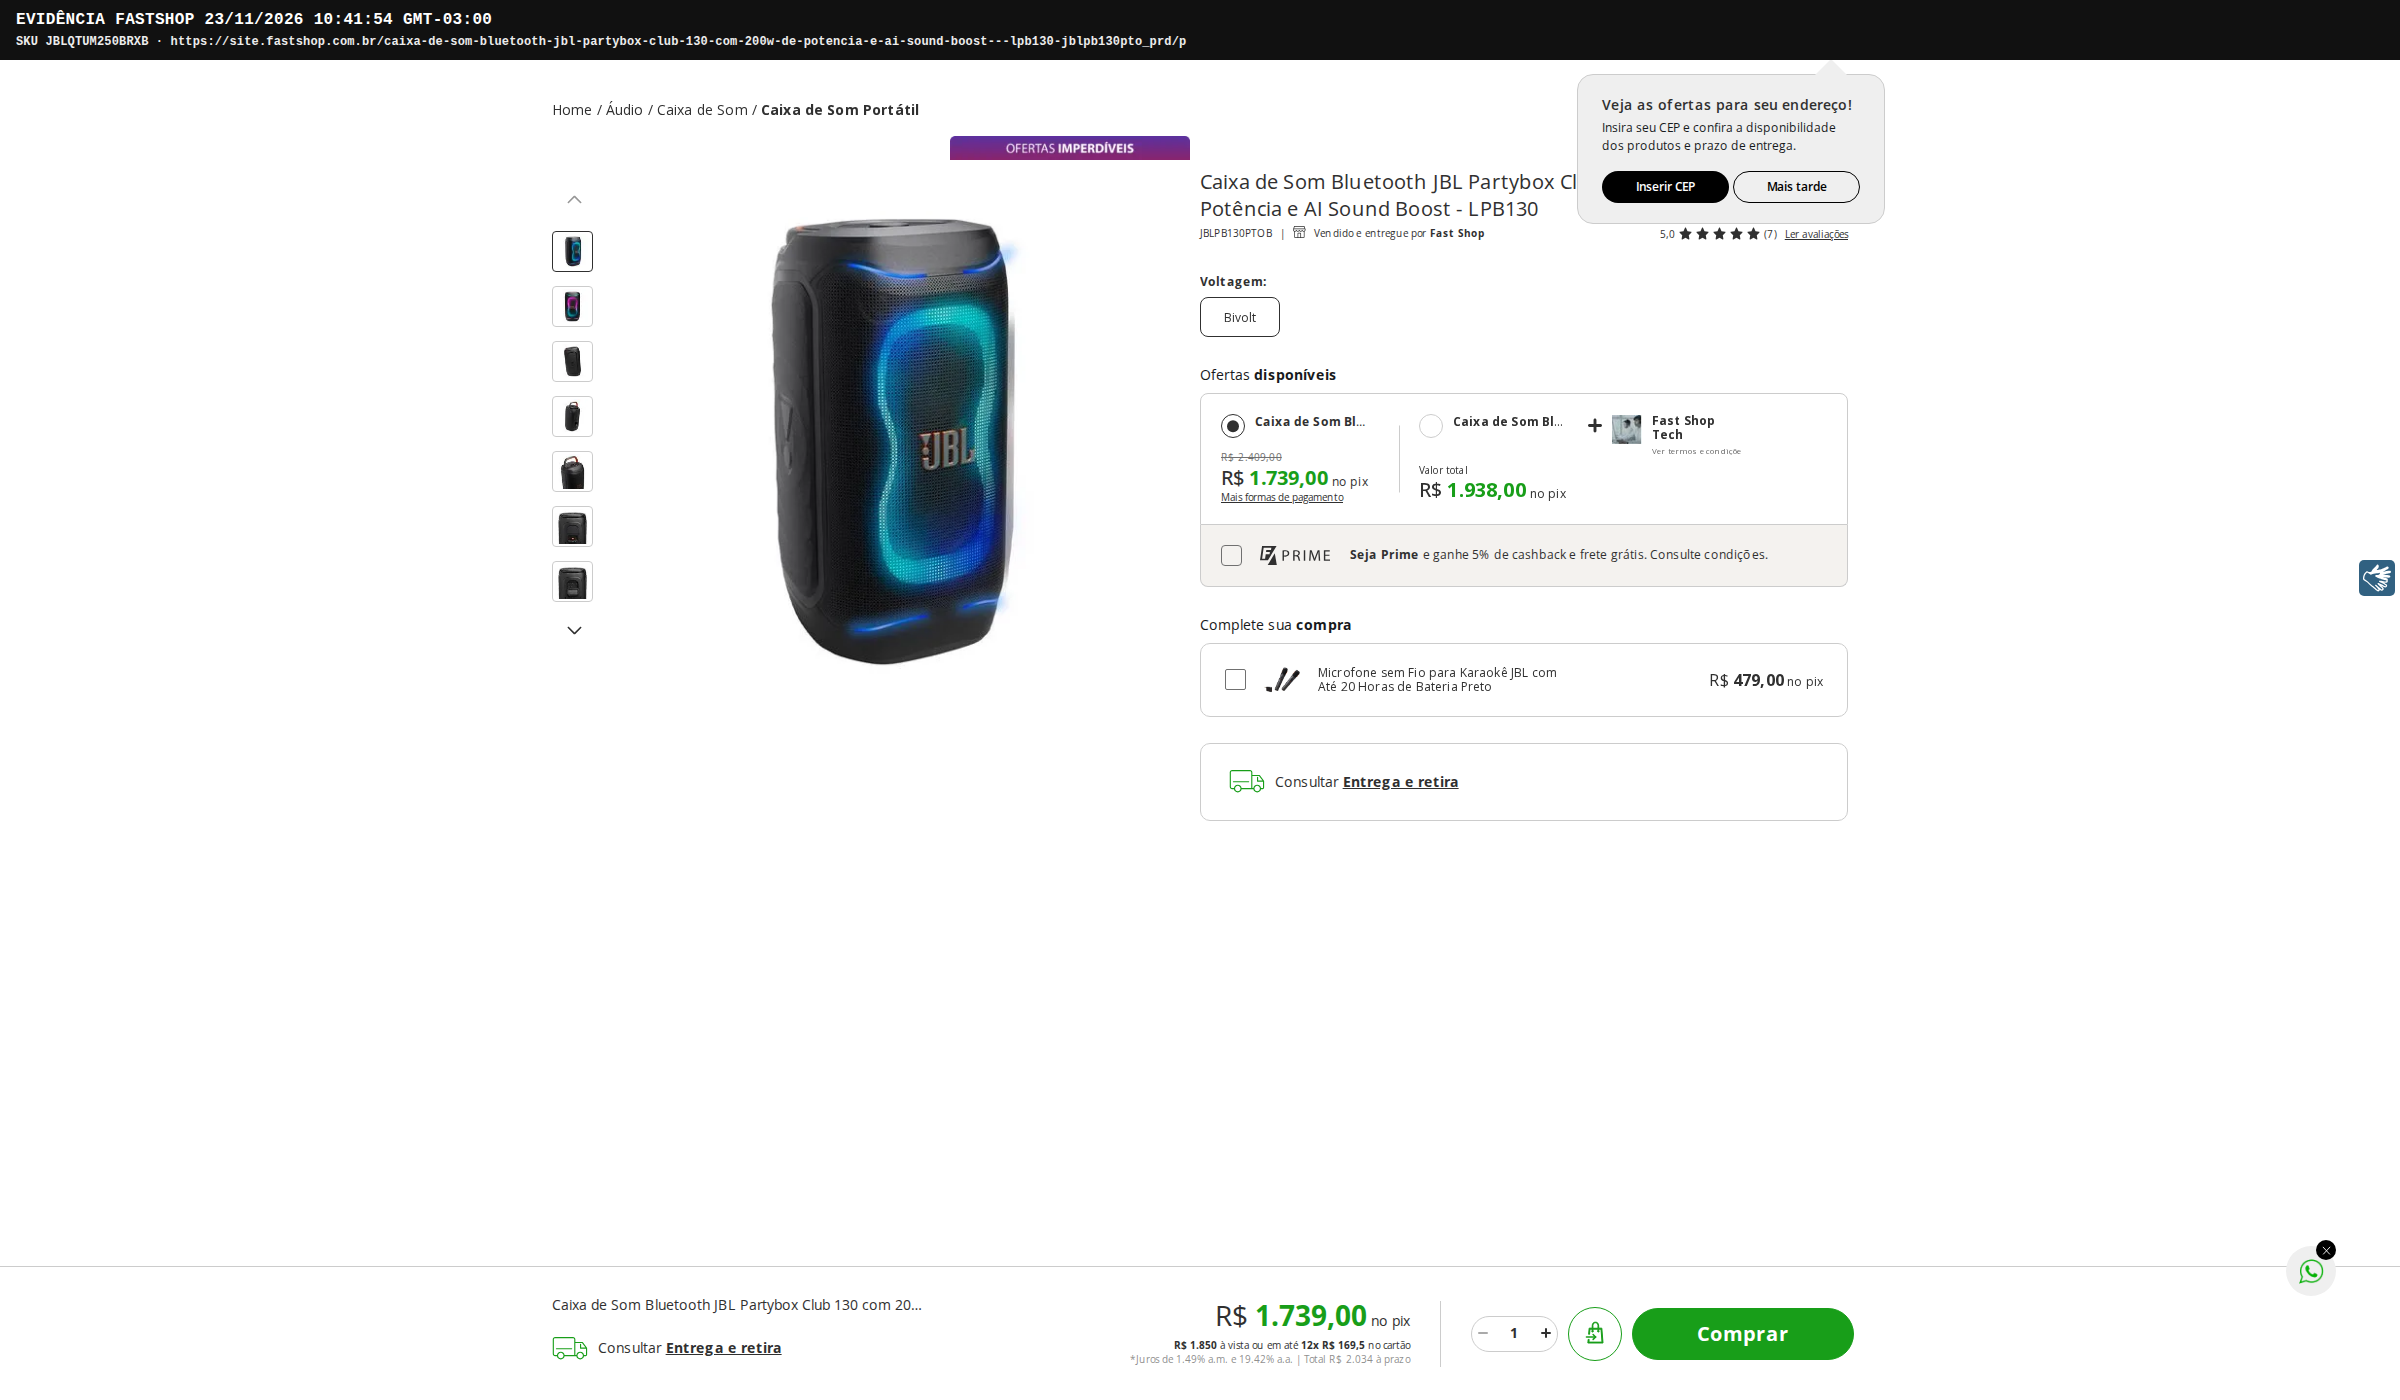 EVIDÊNCIA FASTSHOP 23/11/2026 10:41:54 GMT-03:00
SKU JBLQTUM250BRXB · https://site.fastshop.com.br/caixa-de-som-bluetooth-jbl-partybox-club-130-com-200w-de-potencia-e-ai-sound-boost---lpb130-jblpb130pto_prd/p
Home / Áudio / Caixa de Som / Caixa de Som Portátil
Veja as ofertas para seu endereço!
Insira seu CEP e confira a disponibilidade
dos produtos e prazo de entrega.
Inserir CEP
Mais tarde
OFERTAS IMPERDÍVEIS
Caixa de Som Bluetooth JBL Partybox Cl
Potência e AI Sound Boost - LPB130
JBLPB130PTOB | Vendido e entregue por Fast Shop
5,0 (7) Ler avaliações
Voltagem:
Bivolt
Ofertas disponíveis
Caixa de Som Bl...
R$ 2.409,00
R$ 1.739,00 no pix
Mais formas de pagamento
Caixa de Som Bl...
Valor total
R$ 1.938,00 no pix
+
Fast Shop
Tech
Ver termos e condiçõe
PRIME Seja Prime e ganhe 5% de cashback e frete grátis. Consulte condições.
Complete sua compra
Microfone sem Fio para Karaokê JBL com
Até 20 Horas de Bateria Preto
R$ 479,00 no pix
Consultar Entrega e retira
JBL
Caixa de Som Bluetooth JBL Partybox Club 130 com 20...
Consultar Entrega e retira
R$ 1.739,00 no pix
R$ 1.850 à vista ou em até 12x R$ 169,5 no cartão
*Juros de 1.49% a.m. e 19.42% a.a. | Total R$ 2.034 à prazo
− 1 +
Comprar